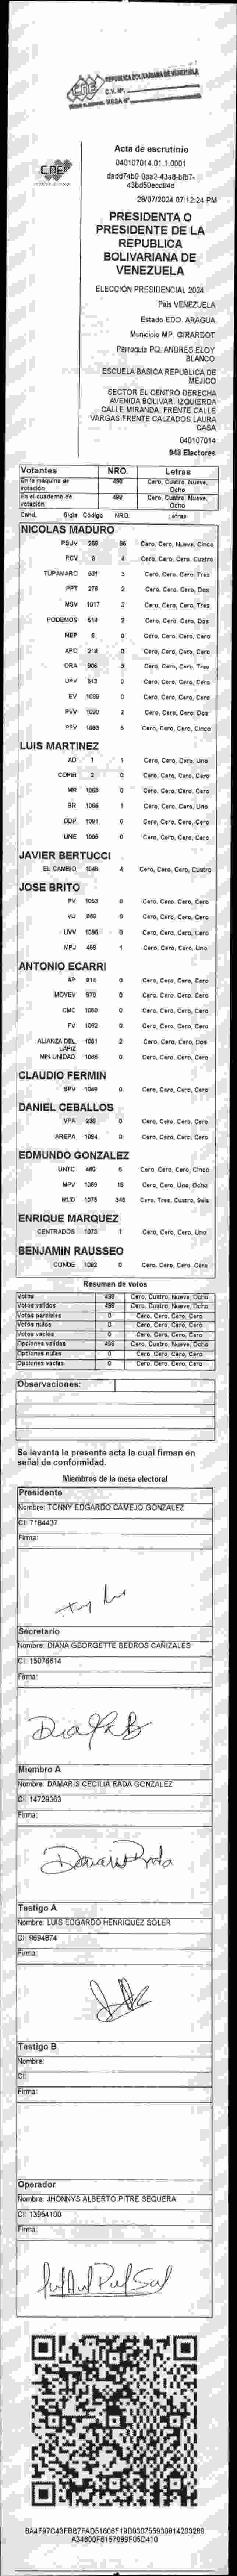 REPUBLICA BOLIVARIANA DE VENEZUELA
CNE
C.V. Nº.
MESA Nº.
CNE
Acta de escrutinio
040107014.01.1.0001
dadd74b0-0aa2-43a8-bfb7-
43bd50ecd94d
28/07/2024 07:12:24 PM
PRESIDENTA O
PRESIDENTE DE LA
REPUBLICA
BOLIVARIANA DE
VENEZUELA
ELECCIÓN PRESIDENCIAL 2024
País VENEZUELA
Estado EDO. ARAGUA
Municipio MP. GIRARDOT
Parroquia PQ. ANDRES ELOY
BLANCO
ESCUELA BASICA REPUBLICA DE
MEJICO
SECTOR EL CENTRO DERECHA
AVENIDA BOLIVAR. IZQUIERDA
CALLE MIRANDA. FRENTE CALLE
VARGAS FRENTE CALZADOS LAURA
CASA
040107014
948 Electores
Votantes NRO. Letras
En la máquina de votación 498 Cero, Cuatro, Nueve, Ocho
En el cuaderno de votación 498 Cero, Cuatro, Nueve, Ocho
Cand. Sigla Código NRO. Letras
NICOLAS MADURO
PSUV 269 95 Cero, Cero, Nueve, Cinco
PCV 9 4 Cero, Cero, Cero, Cuatro
TUPAMARO 931 3 Cero, Cero, Cero, Tres
PPT 276 2 Cero, Cero, Cero, Dos
MSV 1017 3 Cero, Cero, Cero, Tres
PODEMOS 514 2 Cero, Cero, Cero, Dos
MEP 6 0 Cero, Cero, Cero, Cero
APC 219 0 Cero, Cero, Cero, Cero
ORA 906 3 Cero, Cero, Cero, Tres
UPV 513 0 Cero, Cero, Cero, Cero
EV 1089 0 Cero, Cero, Cero, Cero
PVV 1090 2 Cero, Cero, Cero, Dos
PFV 1093 5 Cero, Cero, Cero, Cinco
LUIS MARTINEZ
AD 1 1 Cero, Cero, Cero, Uno
COPEI 2 0 Cero, Cero, Cero, Cero
MR 1068 0 Cero, Cero, Cero, Cero
BR 1066 1 Cero, Cero, Cero, Uno
DDP 1091 0 Cero, Cero, Cero, Cero
UNE 1095 0 Cero, Cero, Cero, Cero
JAVIER BERTUCCI
EL CAMBIO 1048 4 Cero, Cero, Cero, Cuatro
JOSE BRITO
PV 1053 0 Cero, Cero, Cero, Cero
VU 869 0 Cero, Cero, Cero, Cero
UVV 1096 0 Cero, Cero, Cero, Cero
MPJ 456 1 Cero, Cero, Cero, Uno
ANTONIO ECARRI
AP 814 0 Cero, Cero, Cero, Cero
MOVEV 978 0 Cero, Cero, Cero, Cero
CMC 1050 0 Cero, Cero, Cero, Cero
FV 1062 0 Cero, Cero, Cero, Cero
ALIANZA DEL LAPIZ 1051 2 Cero, Cero, Cero, Dos
MIN UNIDAD 1068 0 Cero, Cero, Cero, Cero
CLAUDIO FERMIN
SPV 1049 0 Cero, Cero, Cero, Cero
DANIEL CEBALLOS
VPA 230 0 Cero, Cero, Cero, Cero
AREPA 1094 0 Cero, Cero, Cero, Cero
EDMUNDO GONZALEZ
UNTC 460 5 Cero, Cero, Cero, Cinco
MPV 1069 18 Cero, Cero, Uno, Ocho
MUD 1075 346 Cero, Tres, Cuatro, Seis
ENRIQUE MARQUEZ
CENTRADOS 1073 1 Cero, Cero, Cero, Uno
BENJAMIN RAUSSEO
CONDE 1092 0 Cero, Cero, Cero, Cero
Resumen de votos
Votos 498 Cero, Cuatro, Nueve, Ocho
Votos validos 498 Cero, Cuatro, Nueve, Ocho
Votos parciales 0 Cero, Cero, Cero, Cero
Votos nulos 0 Cero, Cero, Cero, Cero
Votos vacios 0 Cero, Cero, Cero, Cero
Opciones validas 498 Cero, Cuatro, Nueve, Ocho
Opciones nulas 0 Cero, Cero, Cero, Cero
Opciones vacias 0 Cero, Cero, Cero, Cero
Observaciones:
Se levanta la presente acta la cual firman en
señal de conformidad.
Miembros de la mesa electoral
Presidente
Nombre: TONNY EDGARDO CAMEJO GONZALEZ
CI: 7184437
Firma:
Secretario
Nombre: DIANA GEORGETTE BEDROS CAÑIZALES
CI: 15076614
Firma:
Miembro A
Nombre: DAMARIS CECILIA RADA GONZALEZ
CI: 14729363
Firma:
Damaris Rada
Testigo A
Nombre: LUIS EDGARDO HENRIQUEZ SOLER
CI: 9694874
Firma:
Testigo B
Nombre:
CI:
Firma:
Operador
Nombre: JHONNYS ALBERTO PITRE SEQUERA
CI: 13954100
Firma: